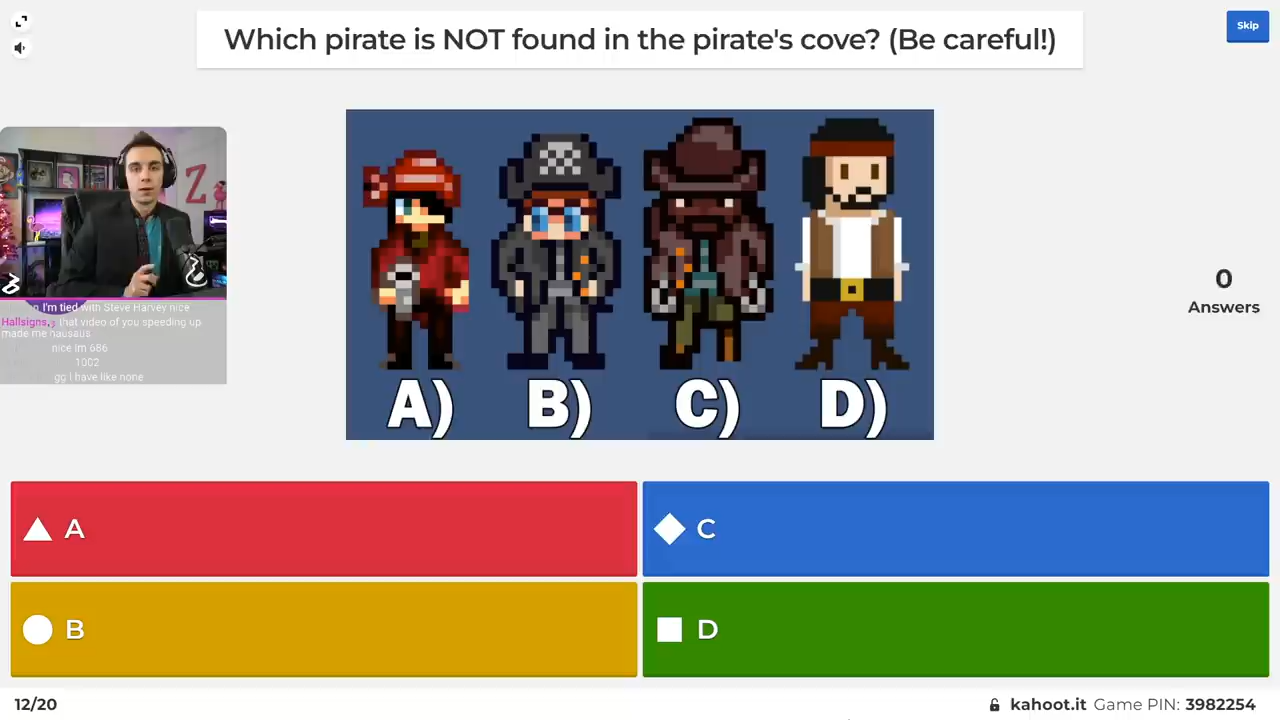 Which pirate is NOT found in the pirate's cove? (Be careful!)
Skip
Z
I'm tied with Steve Harvey nice
Hallsigns, that video of you speeding up
made me nausaus
nice im 686
1002
gg I have like none
A) B) C) D)
0
Answers
A
C
B
D
12/20
kahoot.it Game PIN: 3982254